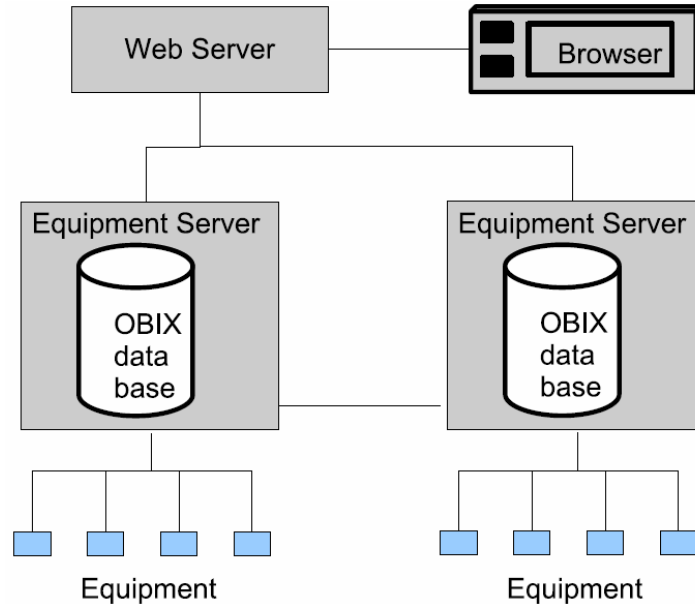 Web Server
Browser
Equipment Server
OBIX
data
base
Equipment Server
OBIX
data
base
Equipment
Equipment